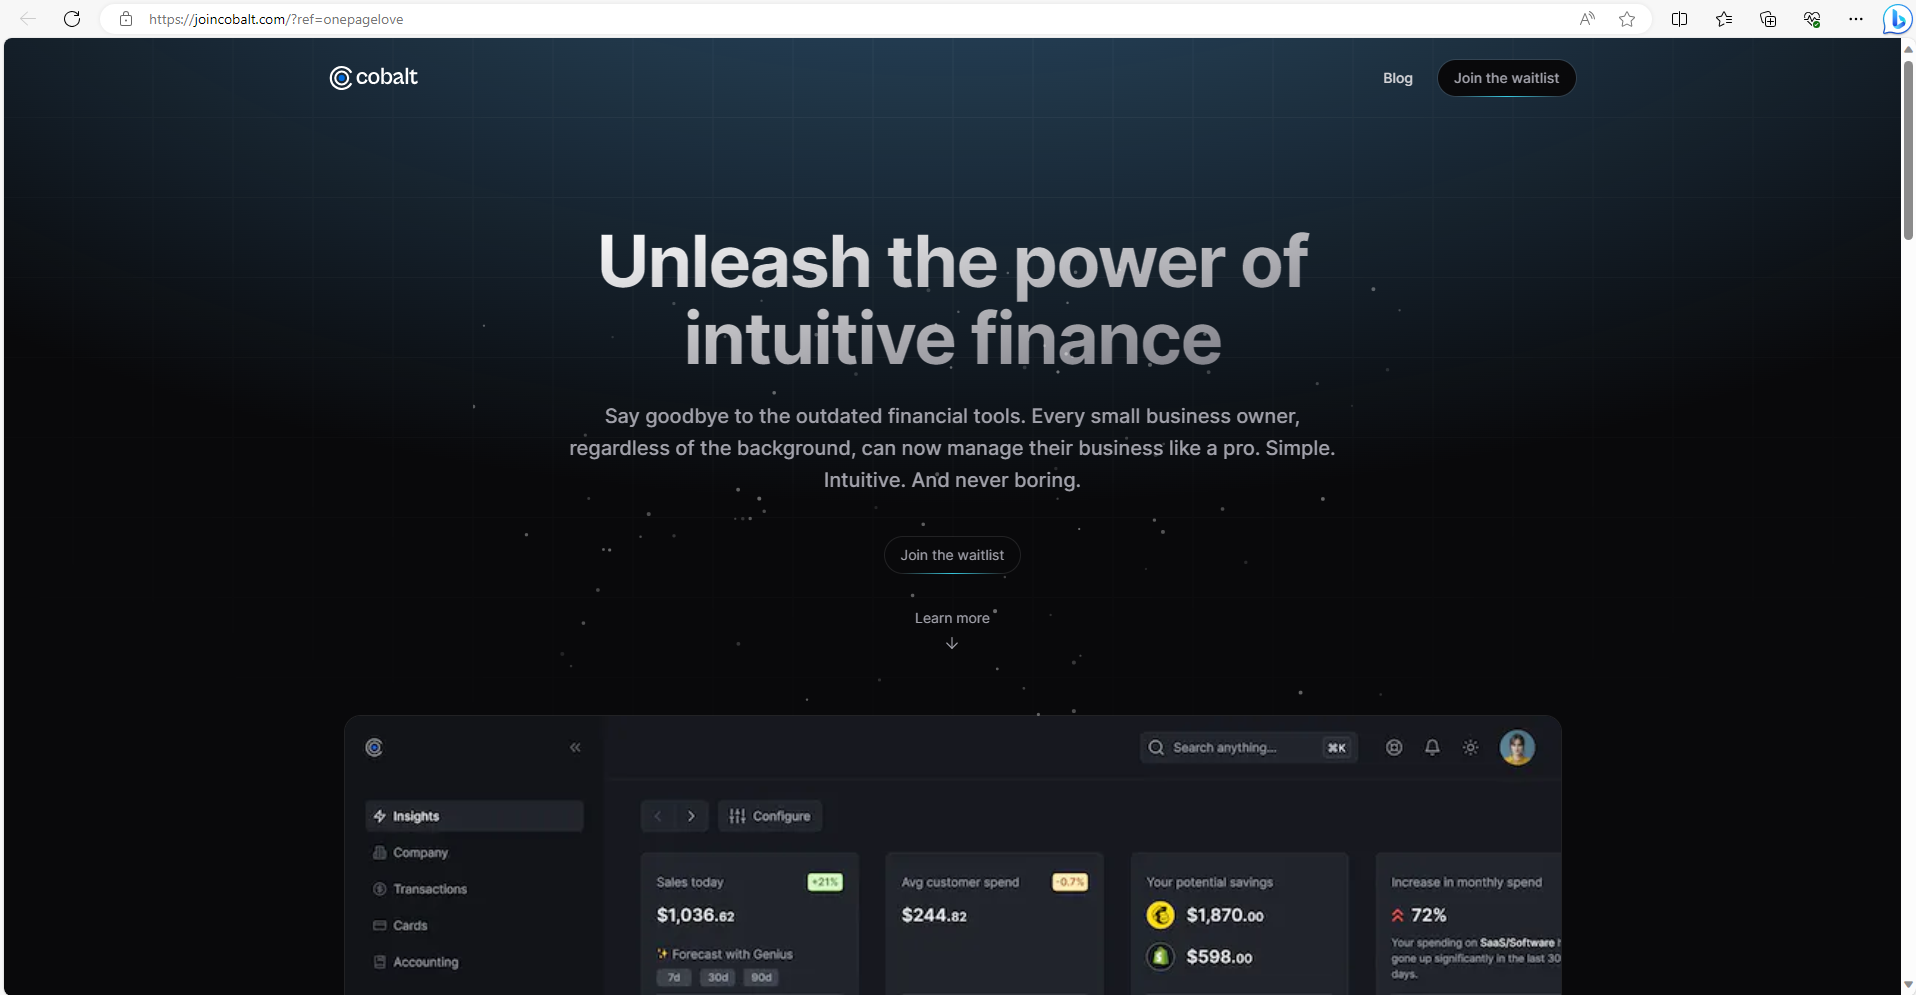 https://joincobalt.com/?ref=onepagelove
cobalt
Blog
Join the waitlist
Unleash the power of
intuitive finance
Say goodbye to the outdated financial tools. Every small business owner,
regardless of the background, can now manage their business like a pro. Simple.
Intuitive. And never boring.
Join the waitlist
Learn more
Search anything...
⌘K
Insights
Company
Transactions
Cards
Accounting
Configure
Sales today
+21%
$1,036.62
Forecast with Genius
7d
30d
90d
Avg customer spend
-0.7%
$244.82
Your potential savings
$1,870.00
$598.00
Increase in monthly spend
72%
Your spending on SaaS/Software
gone up significantly in the last 30
days.